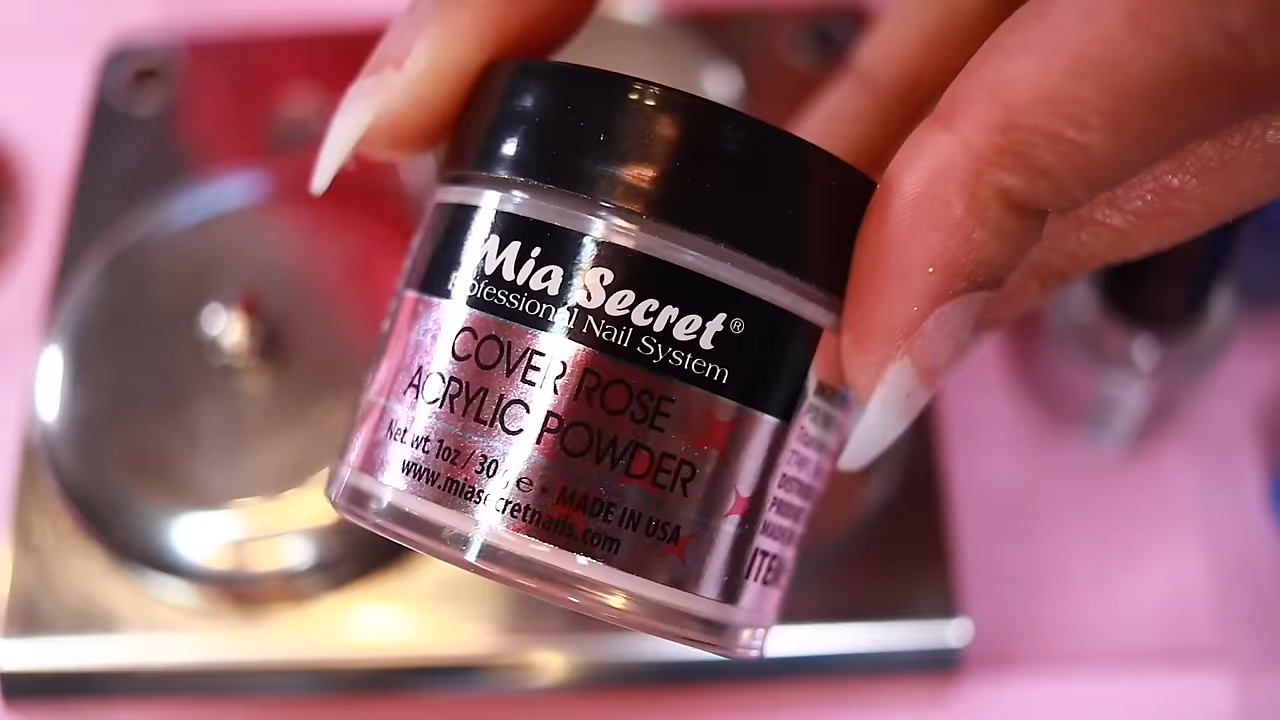 Mia Secret®
Professional Nail System
COVER ROSE
ACRYLIC POWDER
Net wt. 1oz / 30 e • MADE IN USA
www.miasecretnails.com
ITEM